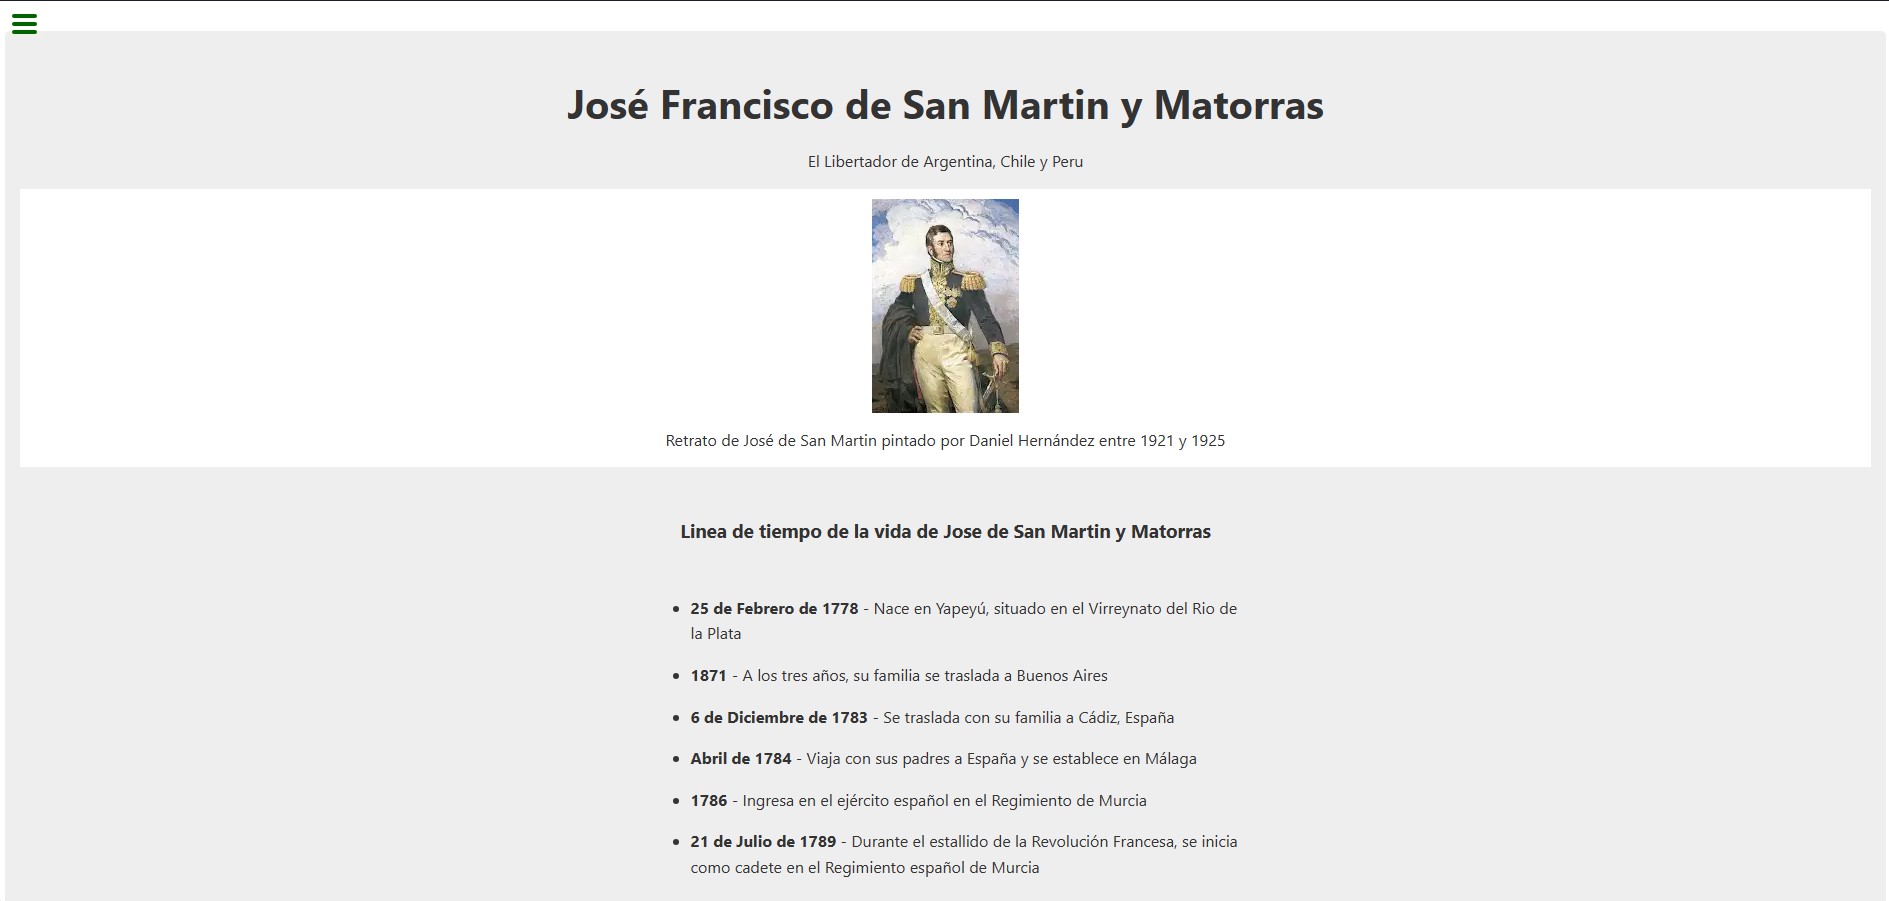 José Francisco de San Martin y Matorras
El Libertador de Argentina, Chile y Peru
Retrato de José de San Martin pintado por Daniel Hernández entre 1921 y 1925
Linea de tiempo de la vida de Jose de San Martin y Matorras
• 25 de Febrero de 1778 - Nace en Yapeyú, situado en el Virreynato del Rio de
la Plata
• 1871 - A los tres años, su familia se traslada a Buenos Aires
• 6 de Diciembre de 1783 - Se traslada con su familia a Cádiz, España
• Abril de 1784 - Viaja con sus padres a España y se establece en Málaga
• 1786 - Ingresa en el ejército español en el Regimiento de Murcia
• 21 de Julio de 1789 - Durante el estallido de la Revolución Francesa, se inicia
como cadete en el Regimiento español de Murcia